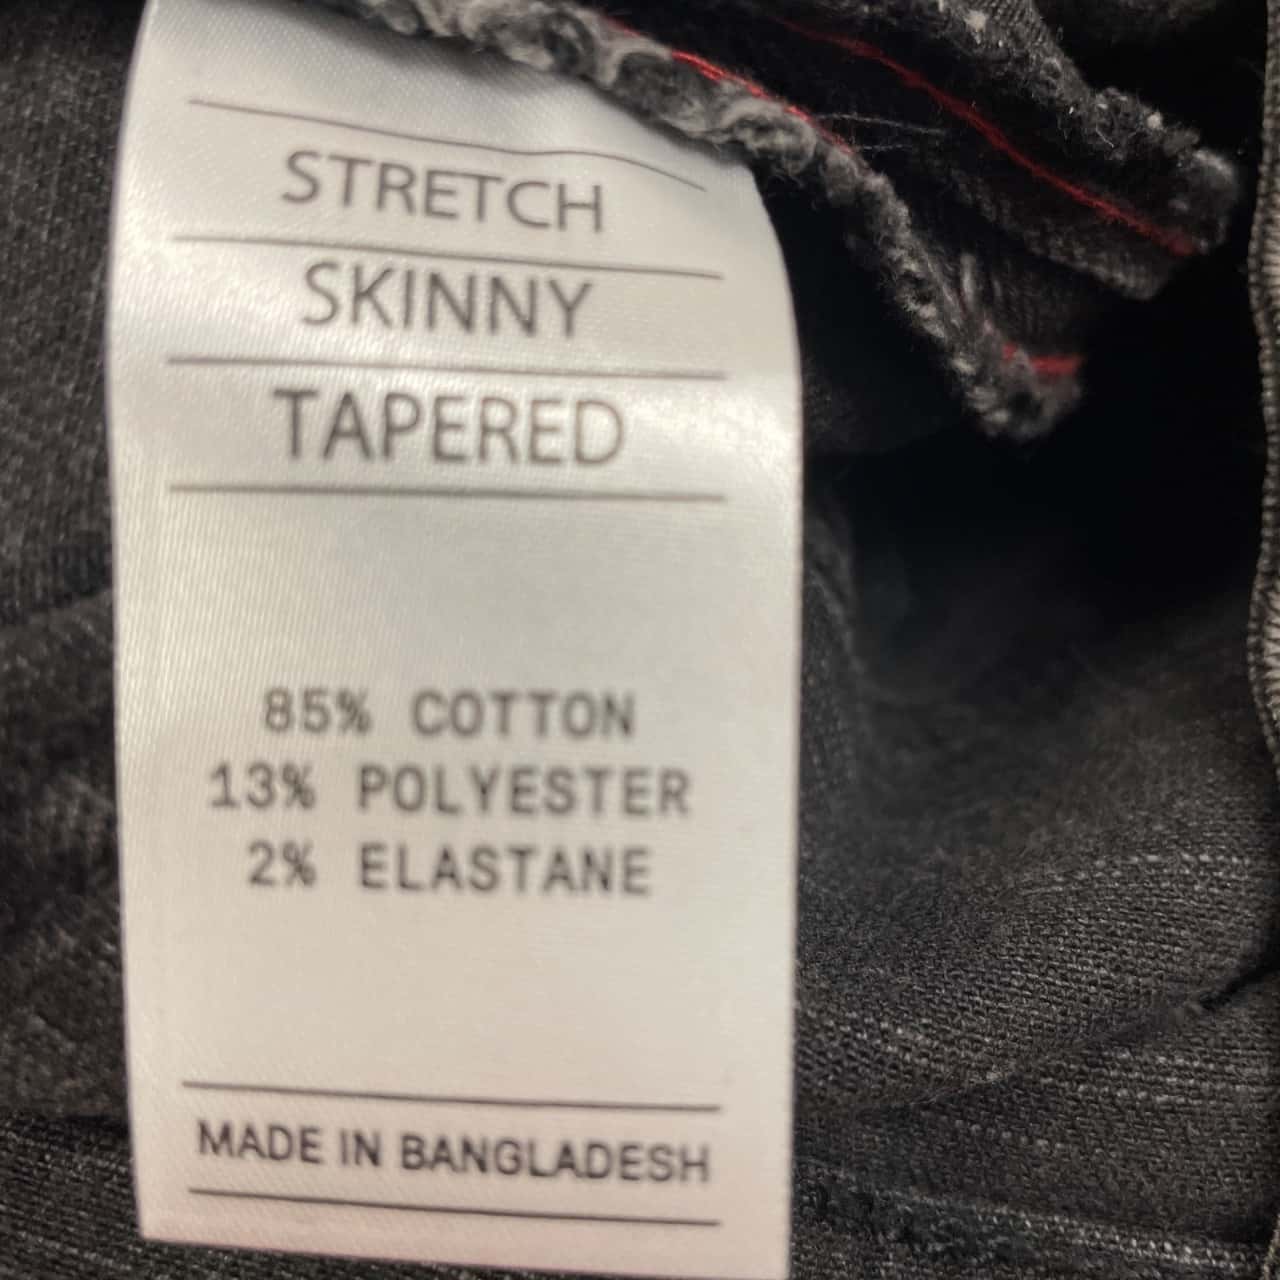 STRETCH
SKINNY
TAPERED
85% COTTON
13% POLYESTER
2% ELASTANE
MADE IN BANGLADESH